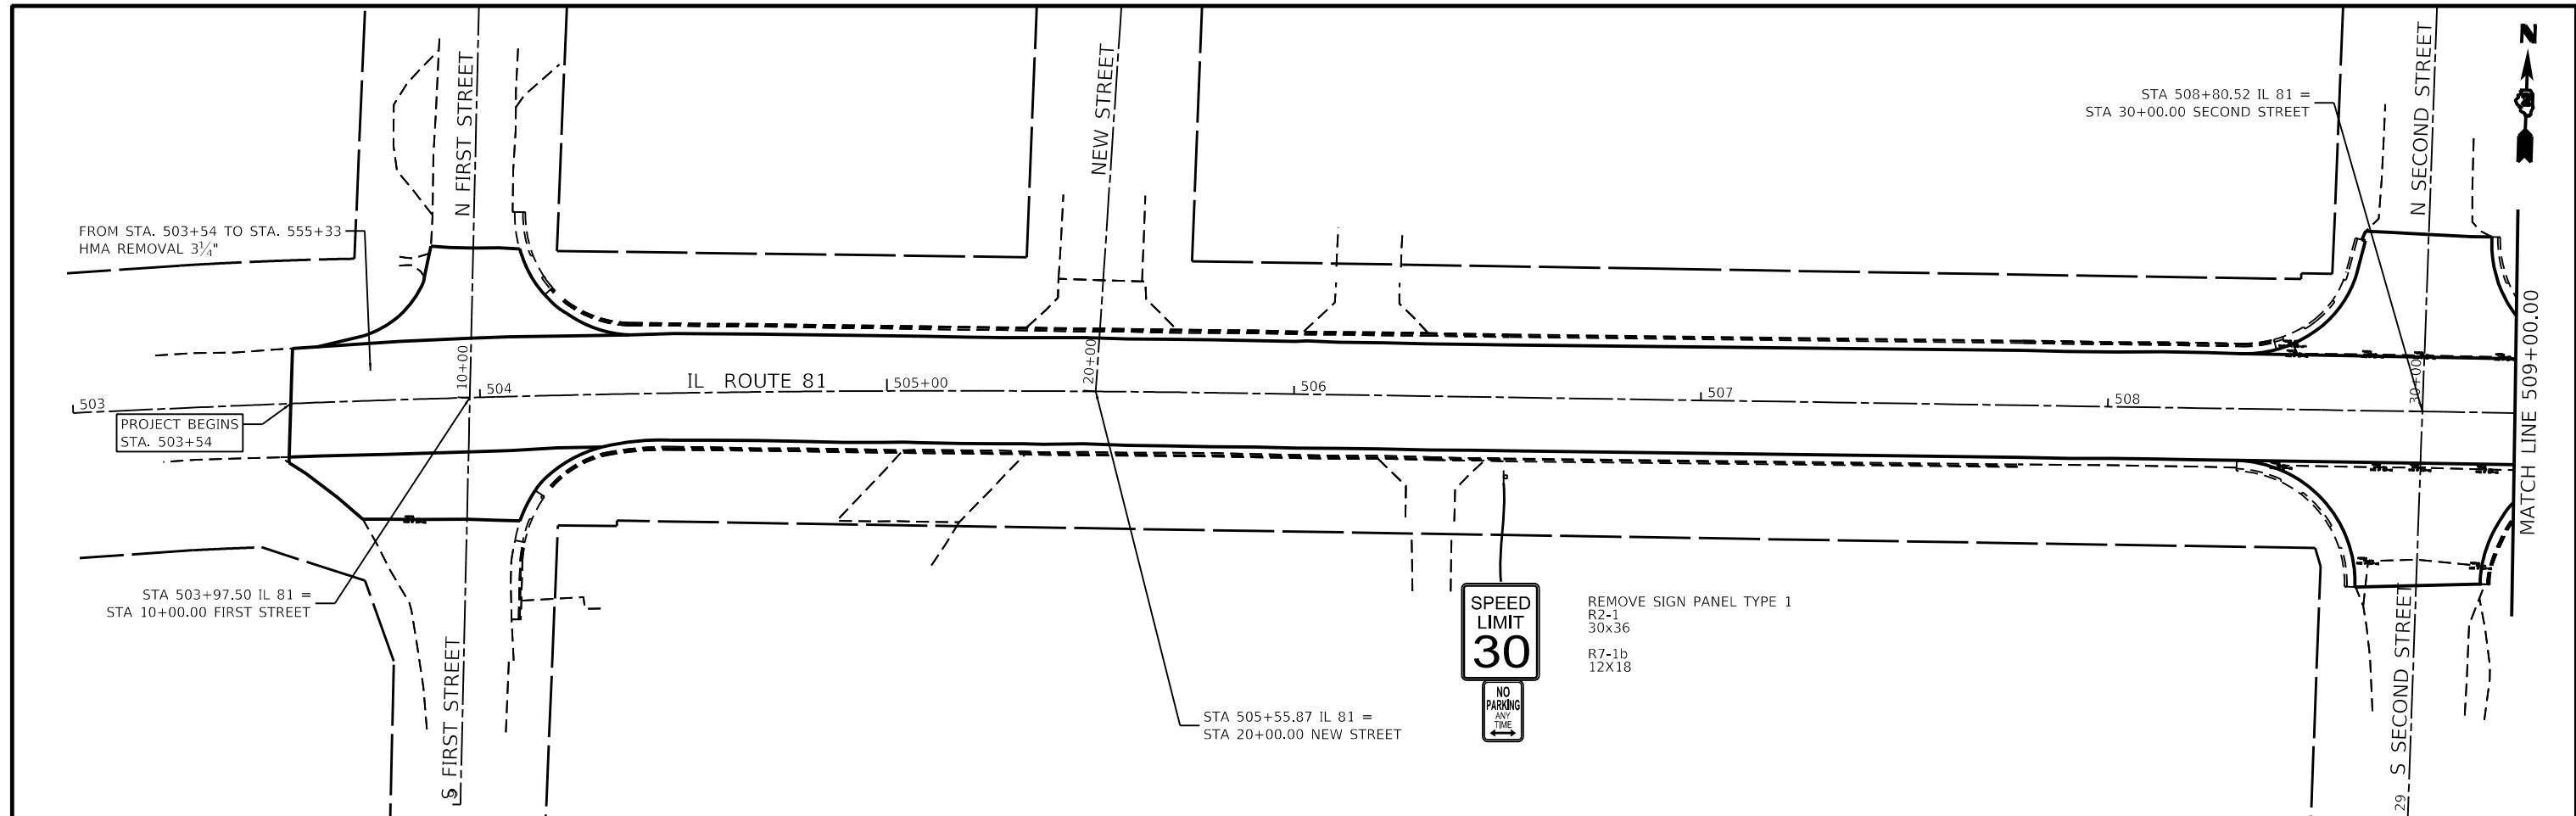 N FIRST STREET
NEW STREET
N SECOND STREET
N
STA 508+80.52 IL 81 =
STA 30+00.00 SECOND STREET
FROM STA. 503+54 TO STA. 555+33
HMA REMOVAL 3¼"
MATCH LINE 509+00.00
10+00
20+00
30+00
503
504
IL ROUTE 81
505+00
506
507
508
PROJECT BEGINS
STA. 503+54
STA 503+97.50 IL 81 =
STA 10+00.00 FIRST STREET
SPEED
LIMIT
30
NO
PARKING
ANY
TIME
REMOVE SIGN PANEL TYPE 1
R2-1
30x36
R7-1b
12X18
STA 505+55.87 IL 81 =
STA 20+00.00 NEW STREET
S FIRST STREET
9
S SECOND STREET
29